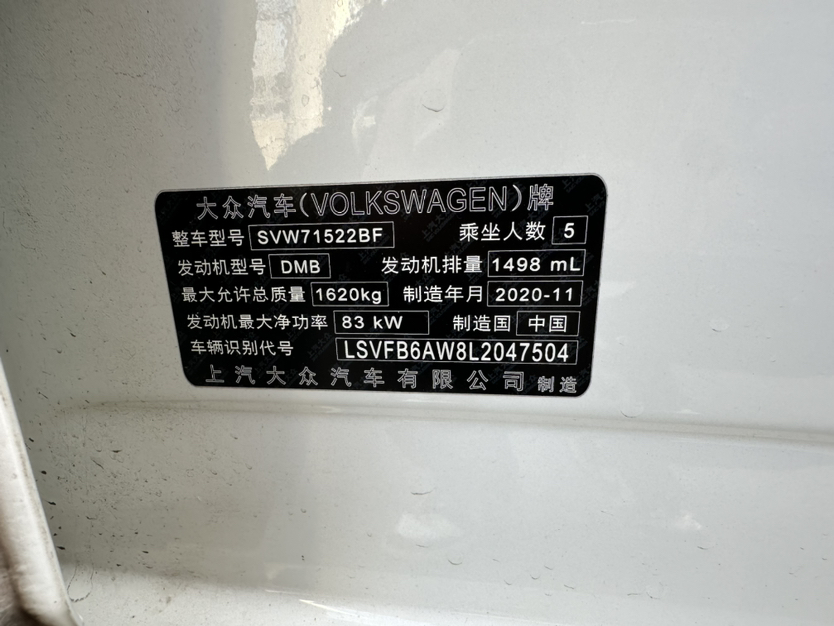 大众汽车(VOLKSWAGEN)牌
整车型号 SVW71522BF 乘坐人数 5
发动机型号 DMB 发动机排量 1498 mL
最大允许总质量 1620kg 制造年月 2020-11
发动机最大净功率 83 kW 制造国 中国
车辆识别代号 LSVFB6AW8L2047504
上汽大众汽车有限公司 制造